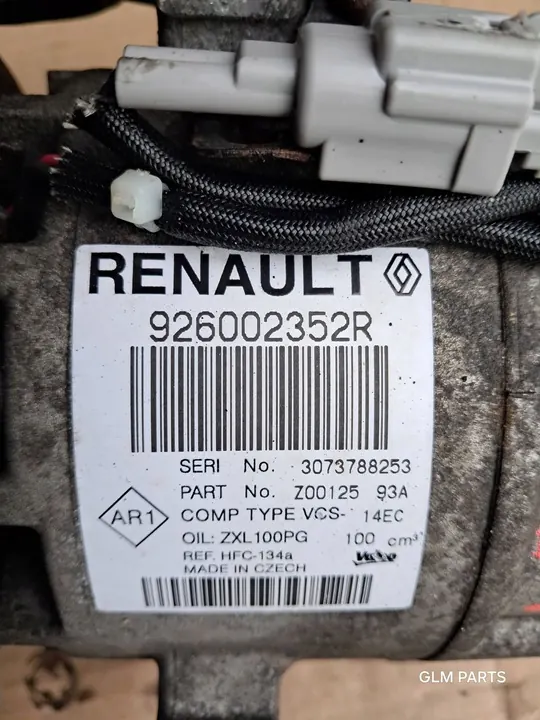 RENAULT
926002352R
SERI No. 3073788253
PART No. Z00125 93A
AR1
COMP TYPE VCS- 14EC
OIL: ZXL100PG 100 cm³
REF. HFC-134a
Valeo
MADE IN CZECH
GLM PARTS